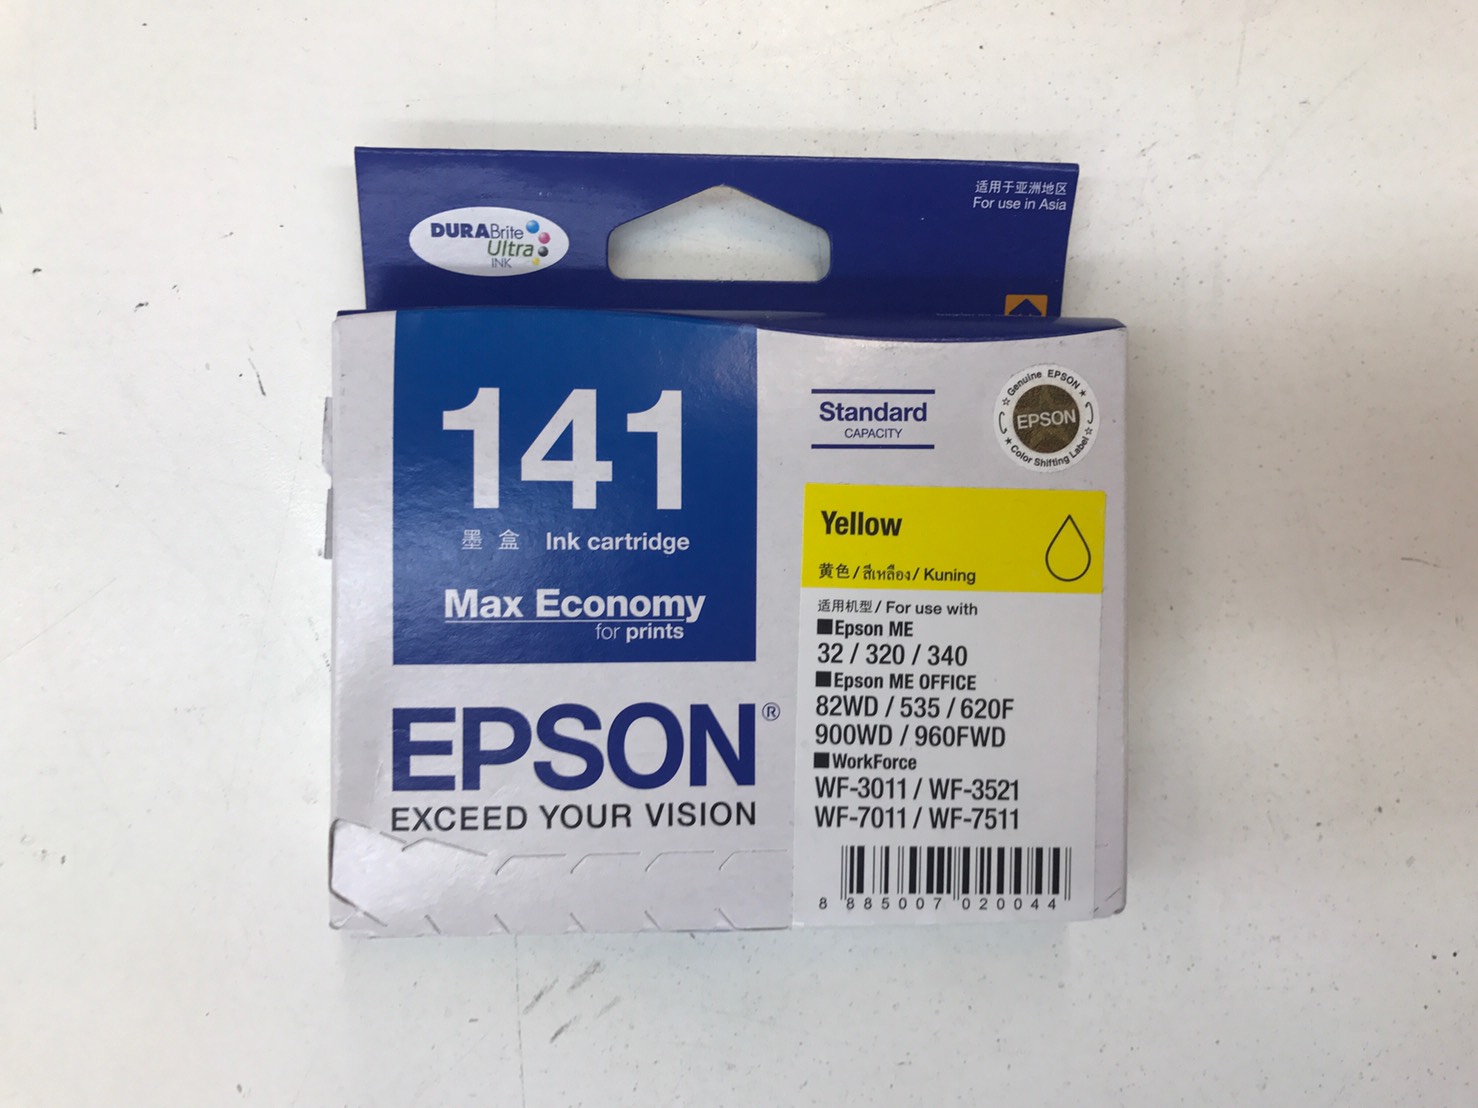 DURABrite
Ultra
INK
适用于亚洲地区
For use in Asia
141
墨盒 Ink cartridge
Max Economy
for prints
EPSON®
EXCEED YOUR VISION
Standard
CAPACITY
Genuine EPSON
EPSON
Color Shifting Label
Yellow
黄色/สีเหลือง/ Kuning
适用机型/ For use with
■Epson ME
32 / 320 / 340
■Epson ME OFFICE
82WD / 535 / 620F
900WD / 960FWD
■WorkForce
WF-3011 / WF-3521
WF-7011 / WF-7511
8 885007 020044